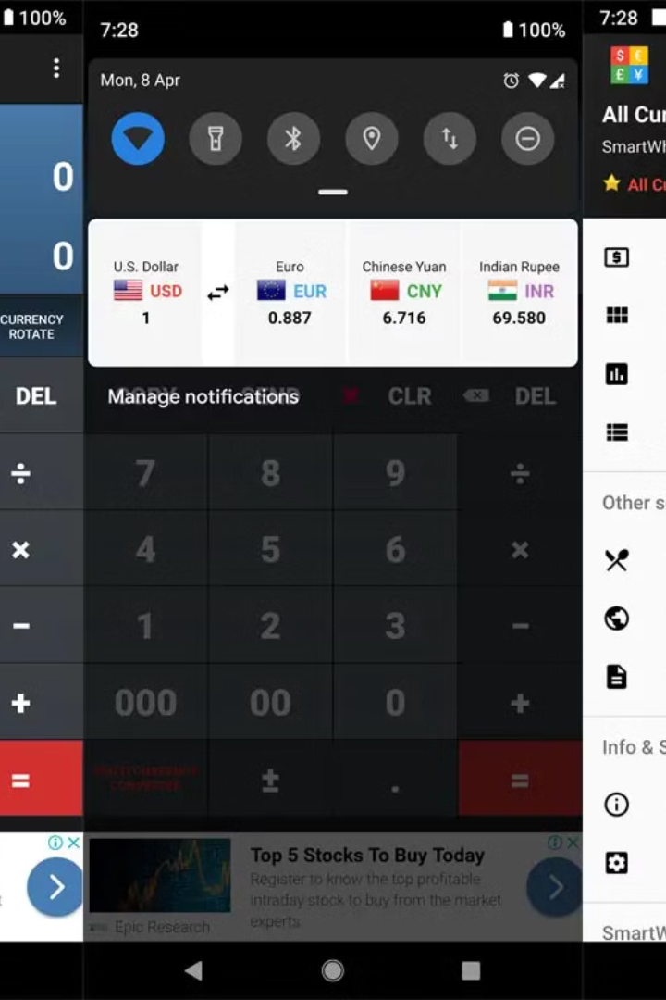 100%
0
0
CURRENCY
ROTATE
DEL
÷
×
−
+
=
7:28
100%
Mon, 8 Apr
U.S. Dollar
USD
1
Euro
EUR
0.887
Chinese Yuan
CNY
6.716
Indian Rupee
INR
69.580
Manage notifications
COPY SEND CLR DEL
7 8 9 ÷
4 5 6 ×
1 2 3 −
000 00 0 +
± . =
Top 5 Stocks To Buy Today
Register to know the top profitable
intraday stock to buy from the market
experts
Epic Research
7:28
$ €
£ ¥
All Cur
SmartWh
All Cu
Other s
Info & S
SmartW